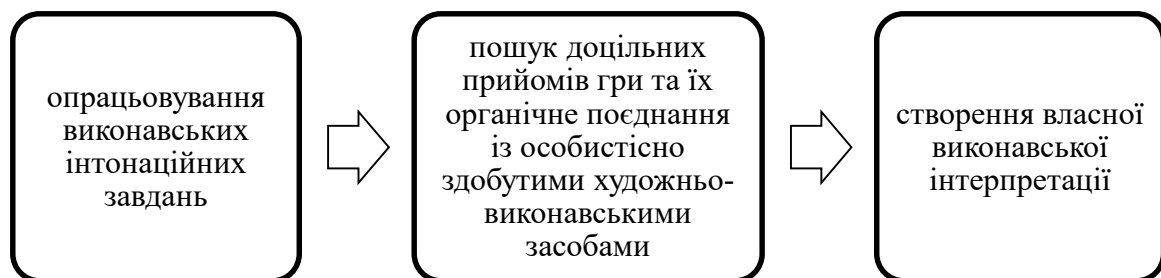 опрацьовування
виконавських
інтонаційних
завдань
пошук доцільних
прийомів гри та їх
органічне поєднання
із особистісно
здобутими художньо-
виконавськими
засобами
створення власної
виконавської
інтерпретації